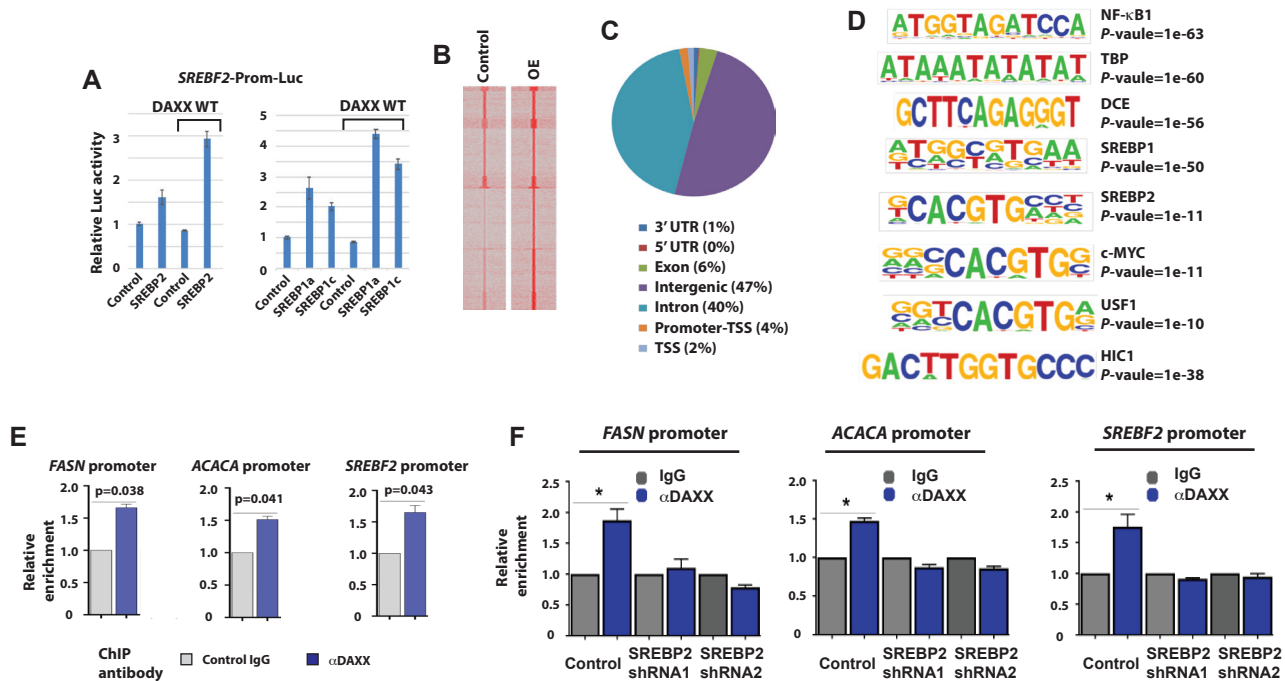 A
SREBF2-Prom-Luc
DAXX WT
DAXX WT
Relative Luc activity
3
2
1
0
5
4
3
2
1
0
Control
SREBP2
Control
SREBP2
Control
SREBP1a
SREBP1c
Control
SREBP1a
SREBP1c
B
Control
OE
C
3' UTR (1%)
5' UTR (0%)
Exon (6%)
Intergenic (47%)
Intron (40%)
Promoter-TSS (4%)
TSS (2%)
D
ATGGTAGATCCA
NF-κB1
P-vaule=1e-63
ATAAATATATAT
TBP
P-vaule=1e-60
GCTTCAGAGGGT
DCE
P-vaule=1e-56
ATGGCGTGAA
SREBP1
P-vaule=1e-50
GCACGTGCCT
SREBP2
P-vaule=1e-11
GGCCACGTGG
c-MYC
P-vaule=1e-11
GGTCACGTGA
USF1
P-vaule=1e-10
GACTTGGTGCCC
HIC1
P-vaule=1e-38
E
FASN promoter
ACACA promoter
SREBF2 promoter
Relative enrichment
p=0.038
2.0
1.5
1.0
0.5
0
p=0.041
2.0
1.5
1.0
0.5
0
p=0.043
2.0
1.5
1.0
0.5
0
ChIP
antibody
Control IgG
αDAXX
F
FASN promoter
IgG
αDAXX
*
Relative enrichment
2.5
2.0
1.5
1.0
0.5
0.0
Control
SREBP2
shRNA1
SREBP2
shRNA2
ACACA promoter
IgG
αDAXX
*
2.0
1.5
1.0
0.5
0.0
Control
SREBP2
shRNA1
SREBP2
shRNA2
SREBF2 promoter
IgG
αDAXX
*
2.5
2.0
1.5
1.0
0.5
0.0
Control
SREBP2
shRNA1
SREBP2
shRNA2